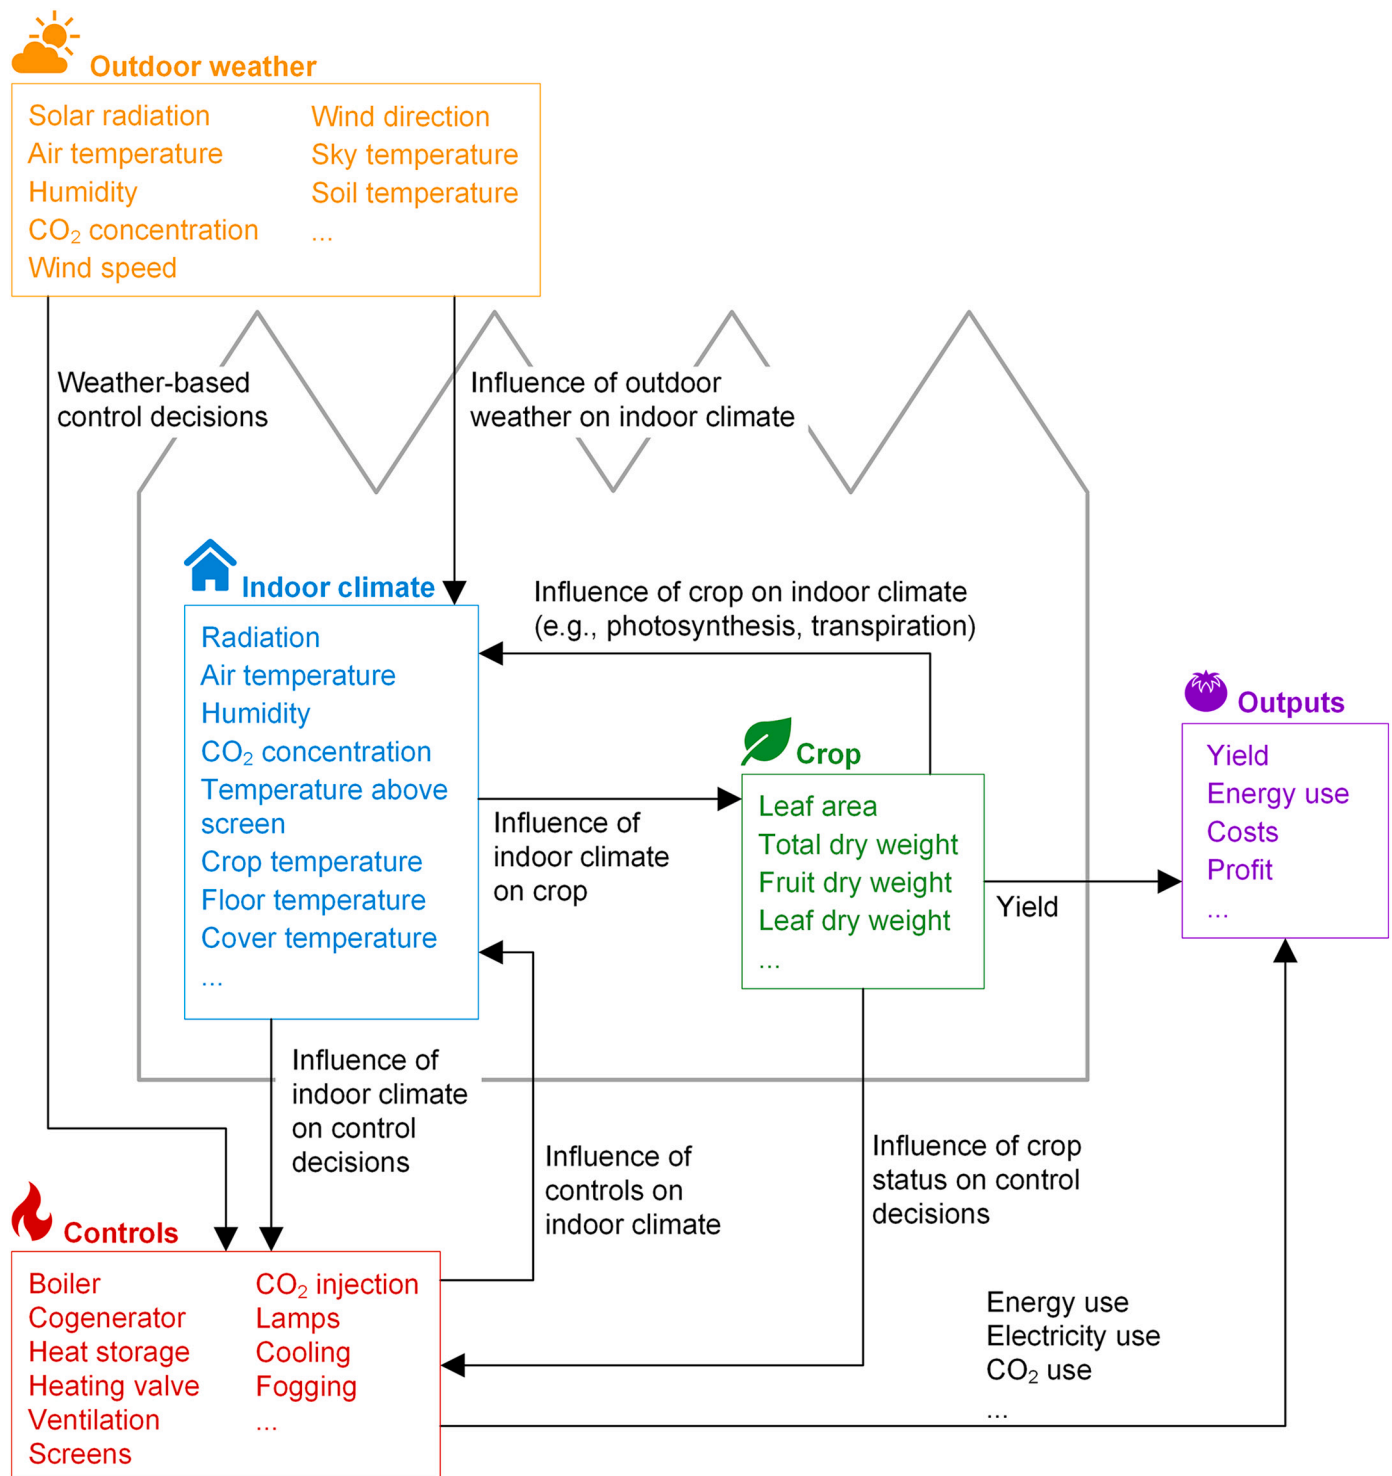 Outdoor weather
Solar radiation
Air temperature
Humidity
CO₂ concentration
Wind speed
Wind direction
Sky temperature
Soil temperature
...
Weather-based
control decisions
Influence of outdoor
weather on indoor climate
Indoor climate
Radiation
Air temperature
Humidity
CO₂ concentration
Temperature above
screen
Crop temperature
Floor temperature
Cover temperature
...
Influence of crop on indoor climate
(e.g., photosynthesis, transpiration)
Influence of
indoor climate
on crop
Crop
Leaf area
Total dry weight
Fruit dry weight
Leaf dry weight
...
Yield
Outputs
Yield
Energy use
Costs
Profit
...
Influence of
indoor climate
on control
decisions
Influence of
controls on
indoor climate
Influence of crop
status on control
decisions
Controls
Boiler
Cogenerator
Heat storage
Heating valve
Ventilation
Screens
CO₂ injection
Lamps
Cooling
Fogging
...
Energy use
Electricity use
CO₂ use
...